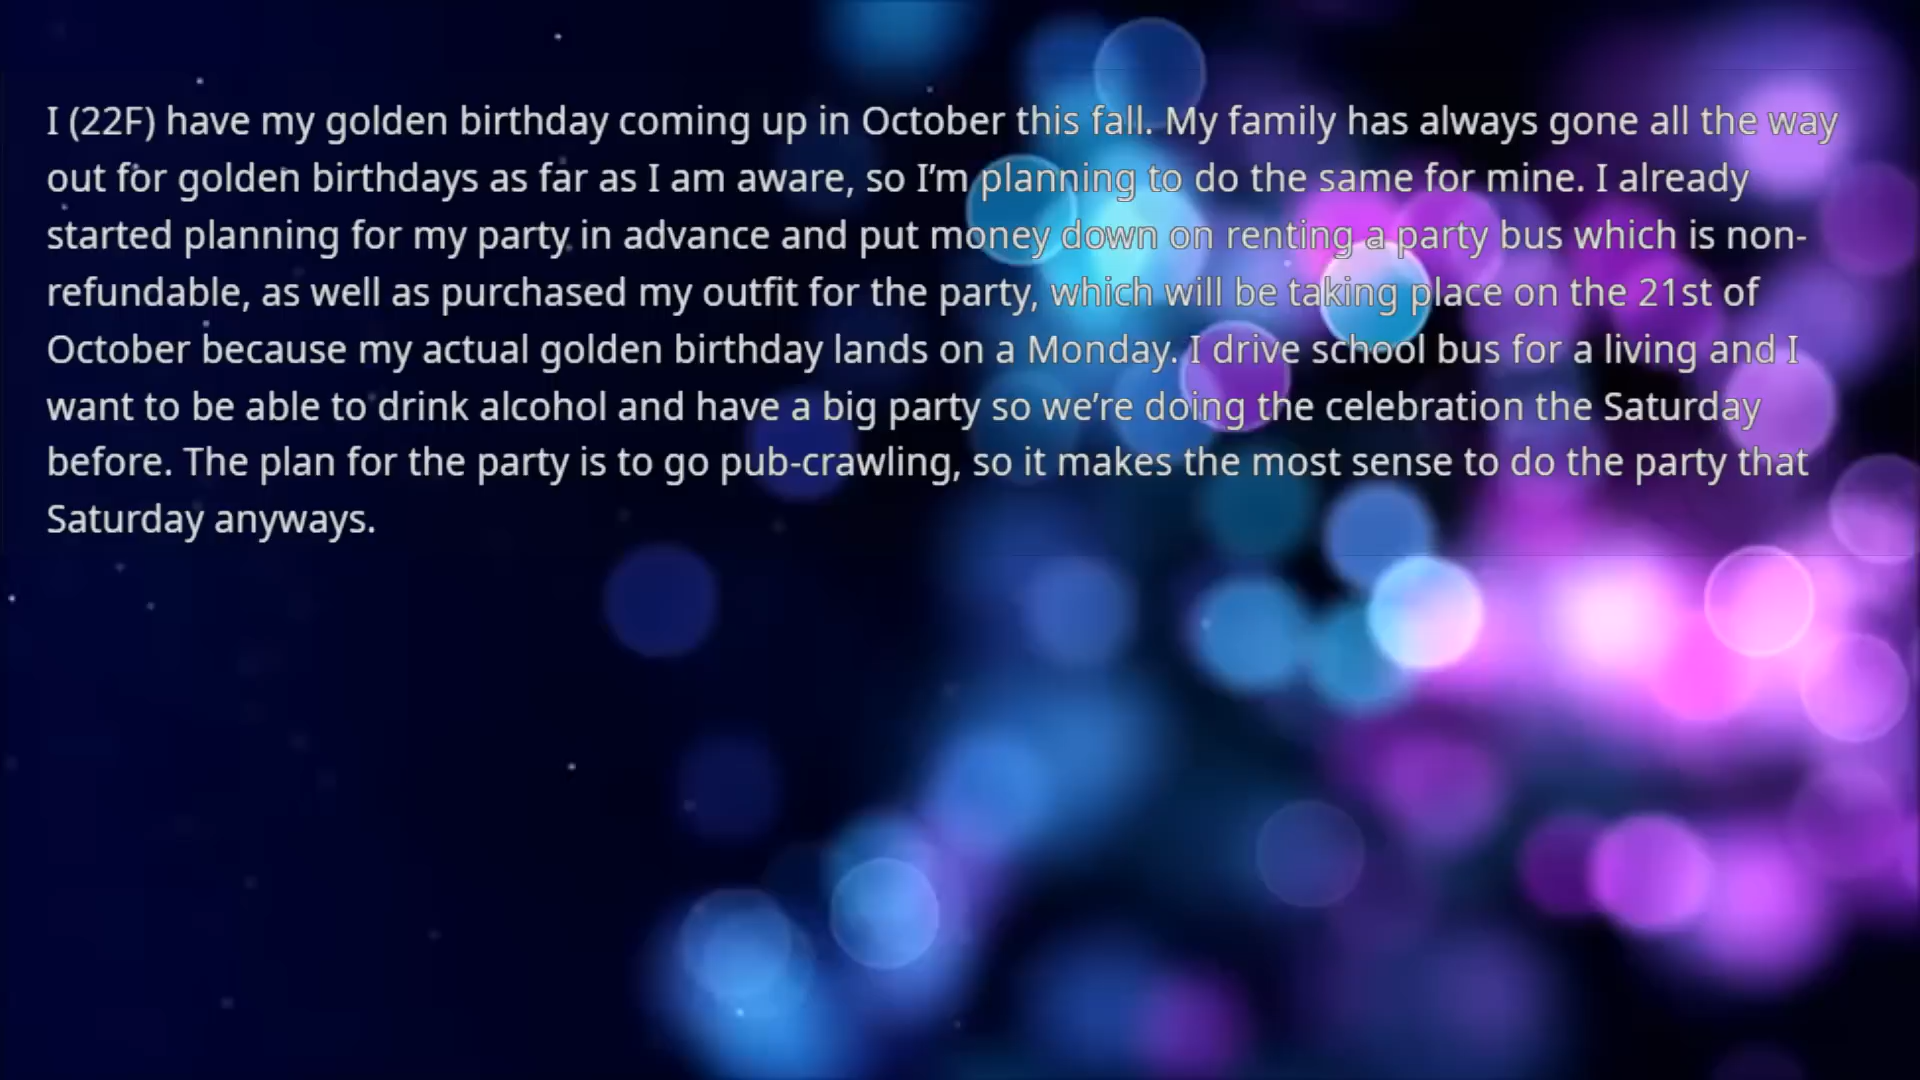 I (22F) have my golden birthday coming up in October this fall. My family has always gone all the way
out for golden birthdays as far as I am aware, so I’m planning to do the same for mine. I already
started planning for my party in advance and put money down on renting a party bus which is non-
refundable, as well as purchased my outfit for the party, which will be taking place on the 21st of
October because my actual golden birthday lands on a Monday. I drive school bus for a living and I
want to be able to drink alcohol and have a big party so we’re doing the celebration the Saturday
before. The plan for the party is to go pub-crawling, so it makes the most sense to do the party that
Saturday anyways.